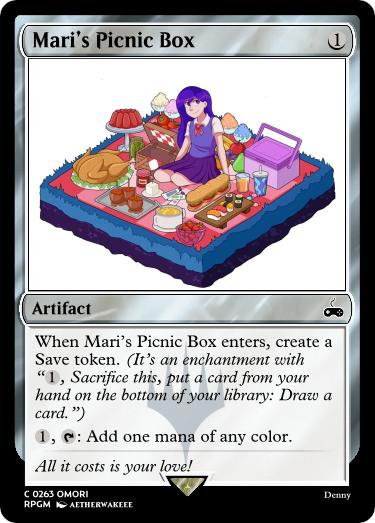 Mari's Picnic Box 1
Artifact
When Mari's Picnic Box enters, create a
Save token. (It's an enchantment with
"1, Sacrifice this, put a card from your
hand on the bottom of your library: Draw a
card.")
1, T: Add one mana of any color.
All it costs is your love!
C 0263 OMORI
RPGM AETHERWAKEEE
Denny